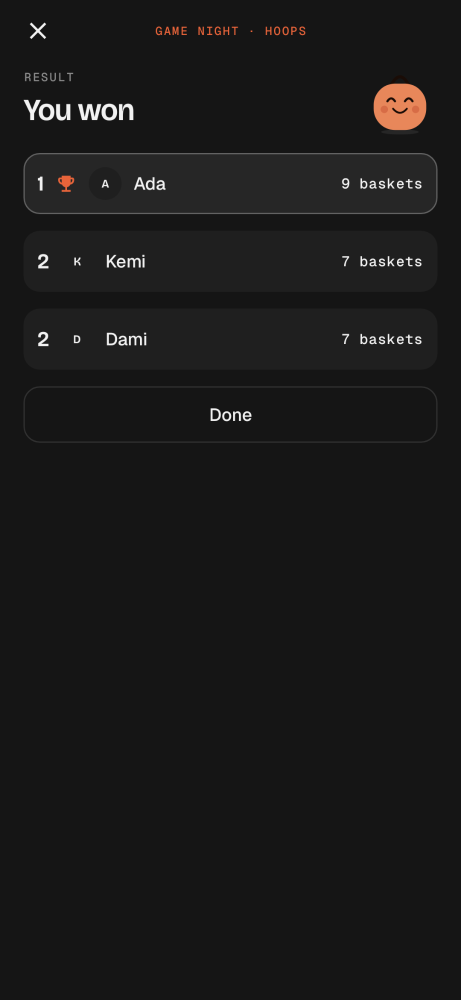 GAME NIGHT · HOOPS
RESULT
You won
1 A Ada 9 baskets
2 K Kemi 7 baskets
2 D Dami 7 baskets
Done